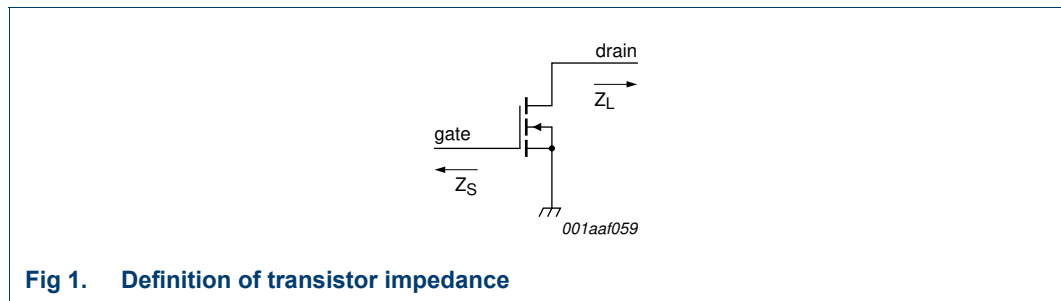 drain
Z_L
gate
Z_S
001aaf059
Fig 1. Definition of transistor impedance